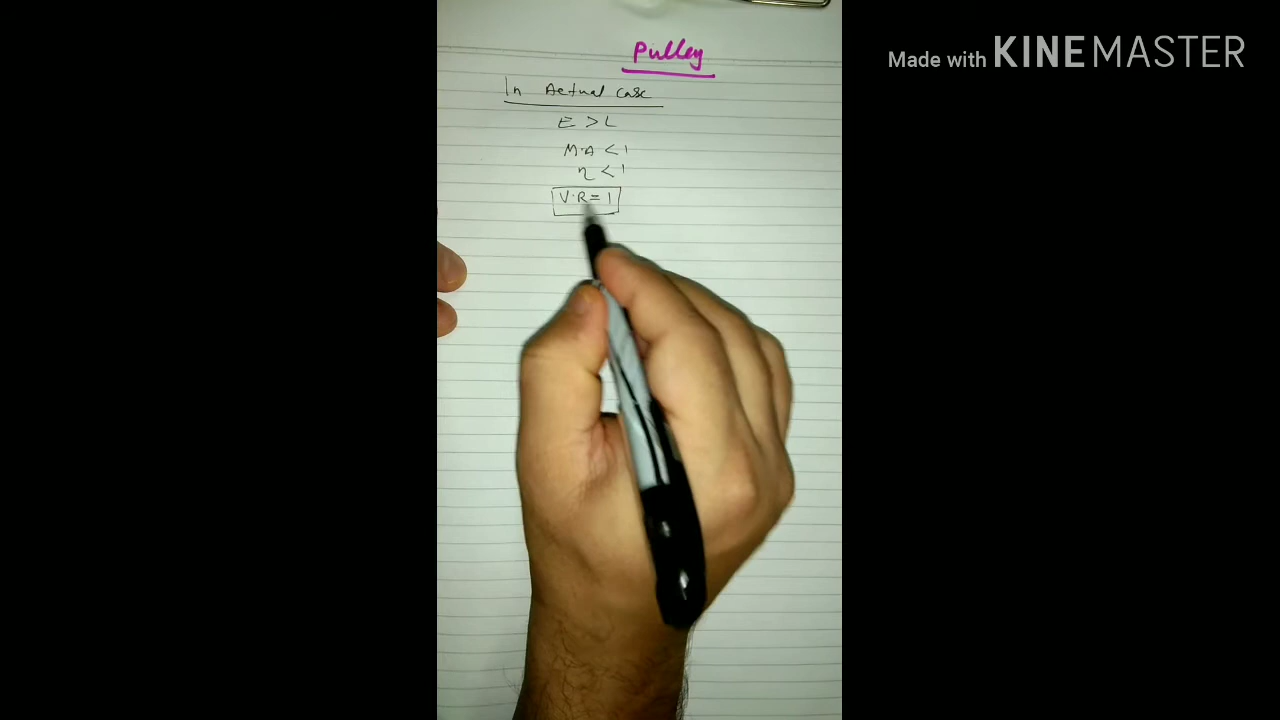 Pulley
Made with KINEMASTER
In Actual case
E > L
M.A < 1
η < 1
V.R = 1